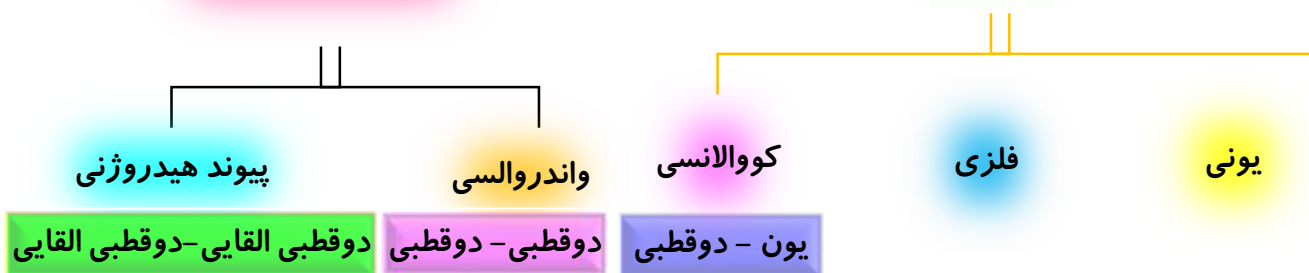 یونی
فلزی
کووالانسی
واندروالسی
پیوند هیدروژنی
یون – دوقطبی
دوقطبی– دوقطبی
دوقطبی القایی–دوقطبی القایی